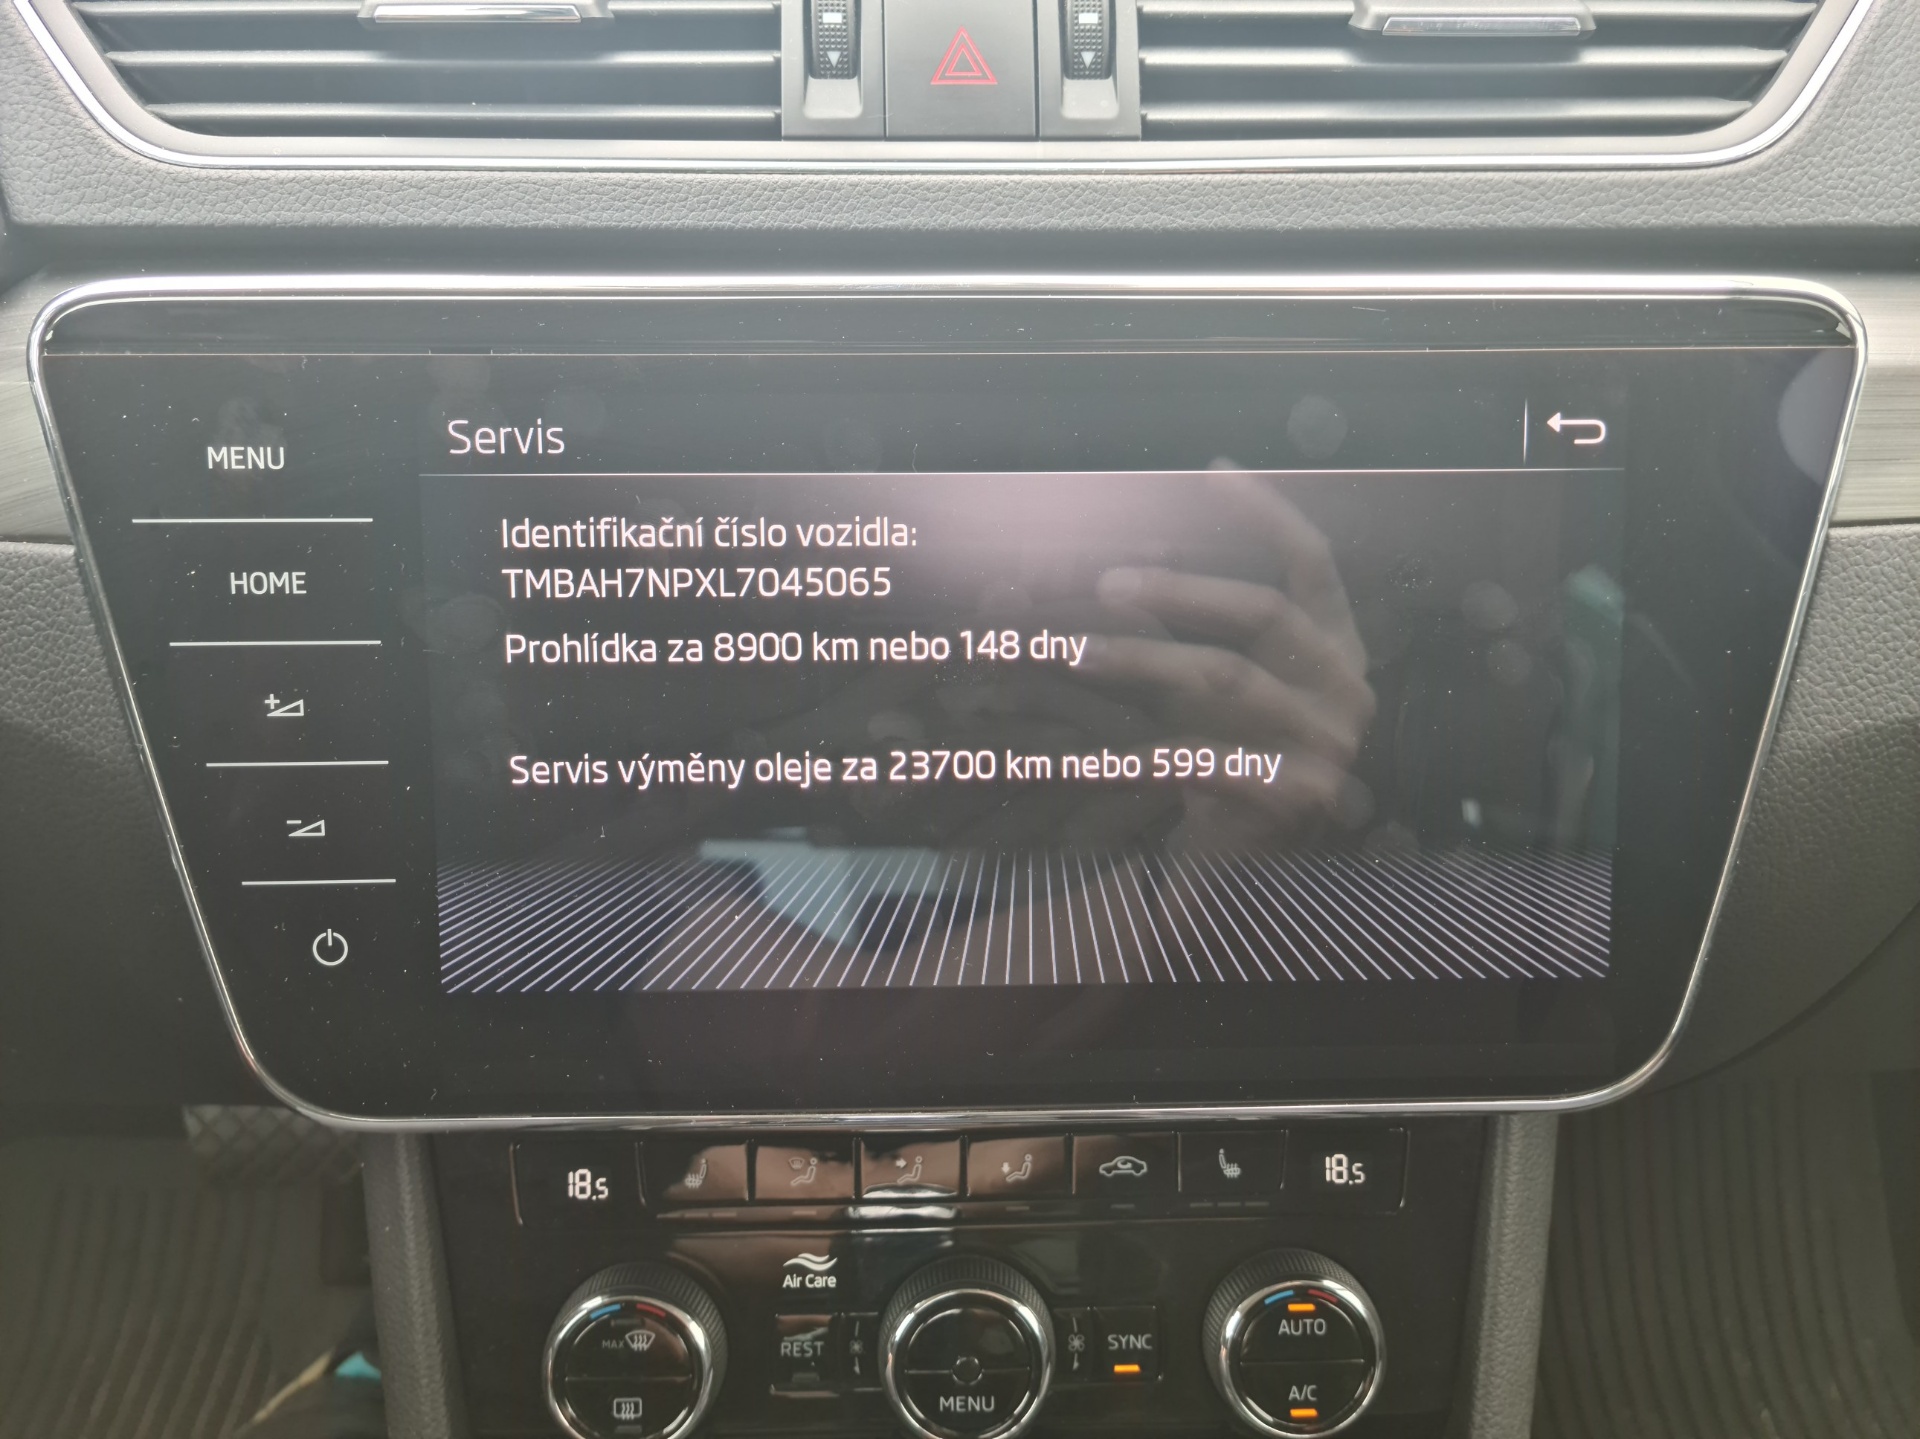 MENU
Servis
HOME
Identifikační číslo vozidla:
TMBAH7NPXL7045065
Prohlídka za 8900 km nebo 148 dny
Servis výměny oleje za 23700 km nebo 599 dny
18.5
18.5
Air Care
MAX
REST
MENU
SYNC
AUTO
A/C